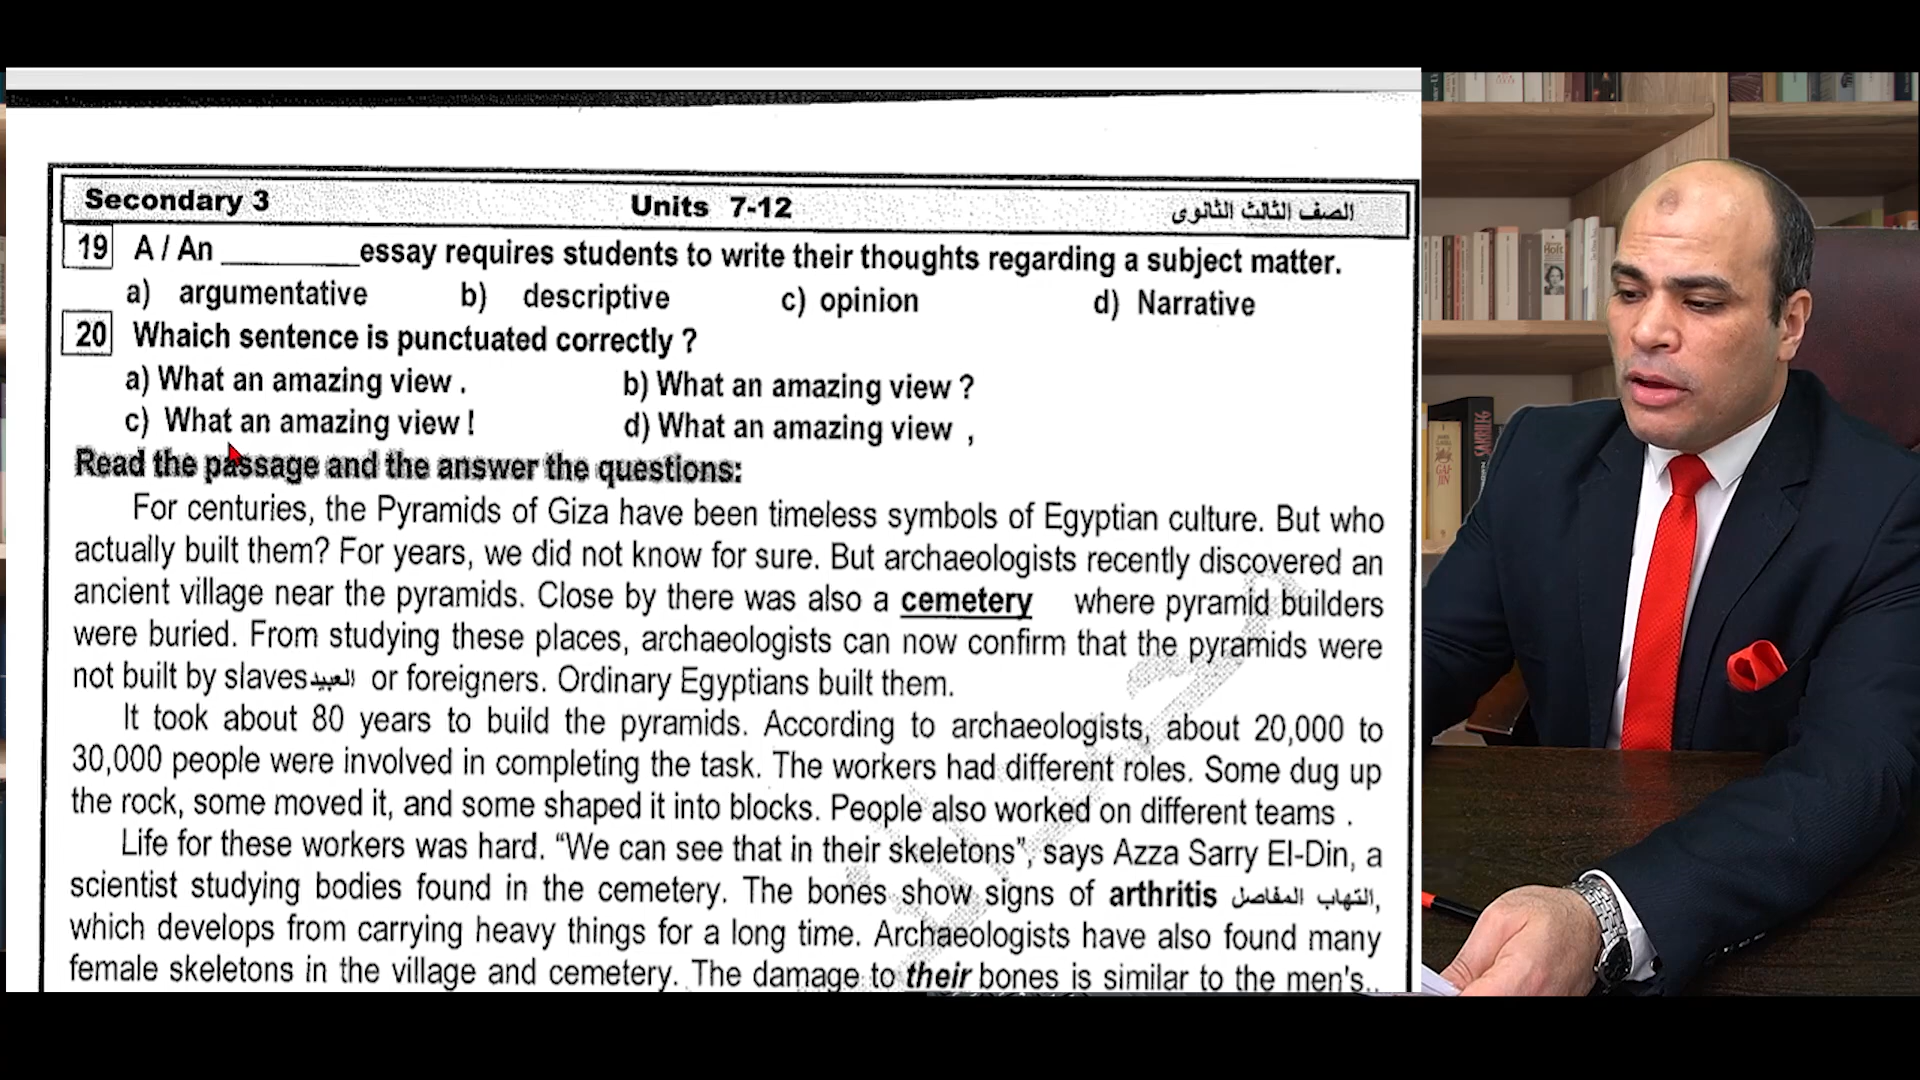 Secondary 3 Units 7-12 الصف الثالث الثانوى
19 A / An _________ essay requires students to write their thoughts regarding a subject matter.
a) argumentative b) descriptive c) opinion d) Narrative
20 Whaich sentence is punctuated correctly ?
a) What an amazing view . b) What an amazing view ?
c) What an amazing view ! d) What an amazing view ,
Read the passage and the answer the questions:
For centuries, the Pyramids of Giza have been timeless symbols of Egyptian culture. But who
actually built them? For years, we did not know for sure. But archaeologists recently discovered an
ancient village near the pyramids. Close by there was also a cemetery where pyramid builders
were buried. From studying these places, archaeologists can now confirm that the pyramids were
not built by slaves العبيد or foreigners. Ordinary Egyptians built them.
It took about 80 years to build the pyramids. According to archaeologists, about 20,000 to
30,000 people were involved in completing the task. The workers had different roles. Some dug up
the rock, some moved it, and some shaped it into blocks. People also worked on different teams .
Life for these workers was hard. “We can see that in their skeletons”, says Azza Sarry El-Din, a
scientist studying bodies found in the cemetery. The bones show signs of arthritis التهاب المفاصل,
which develops from carrying heavy things for a long time. Archaeologists have also found many
female skeletons in the village and cemetery. The damage to their bones is similar to the men's..